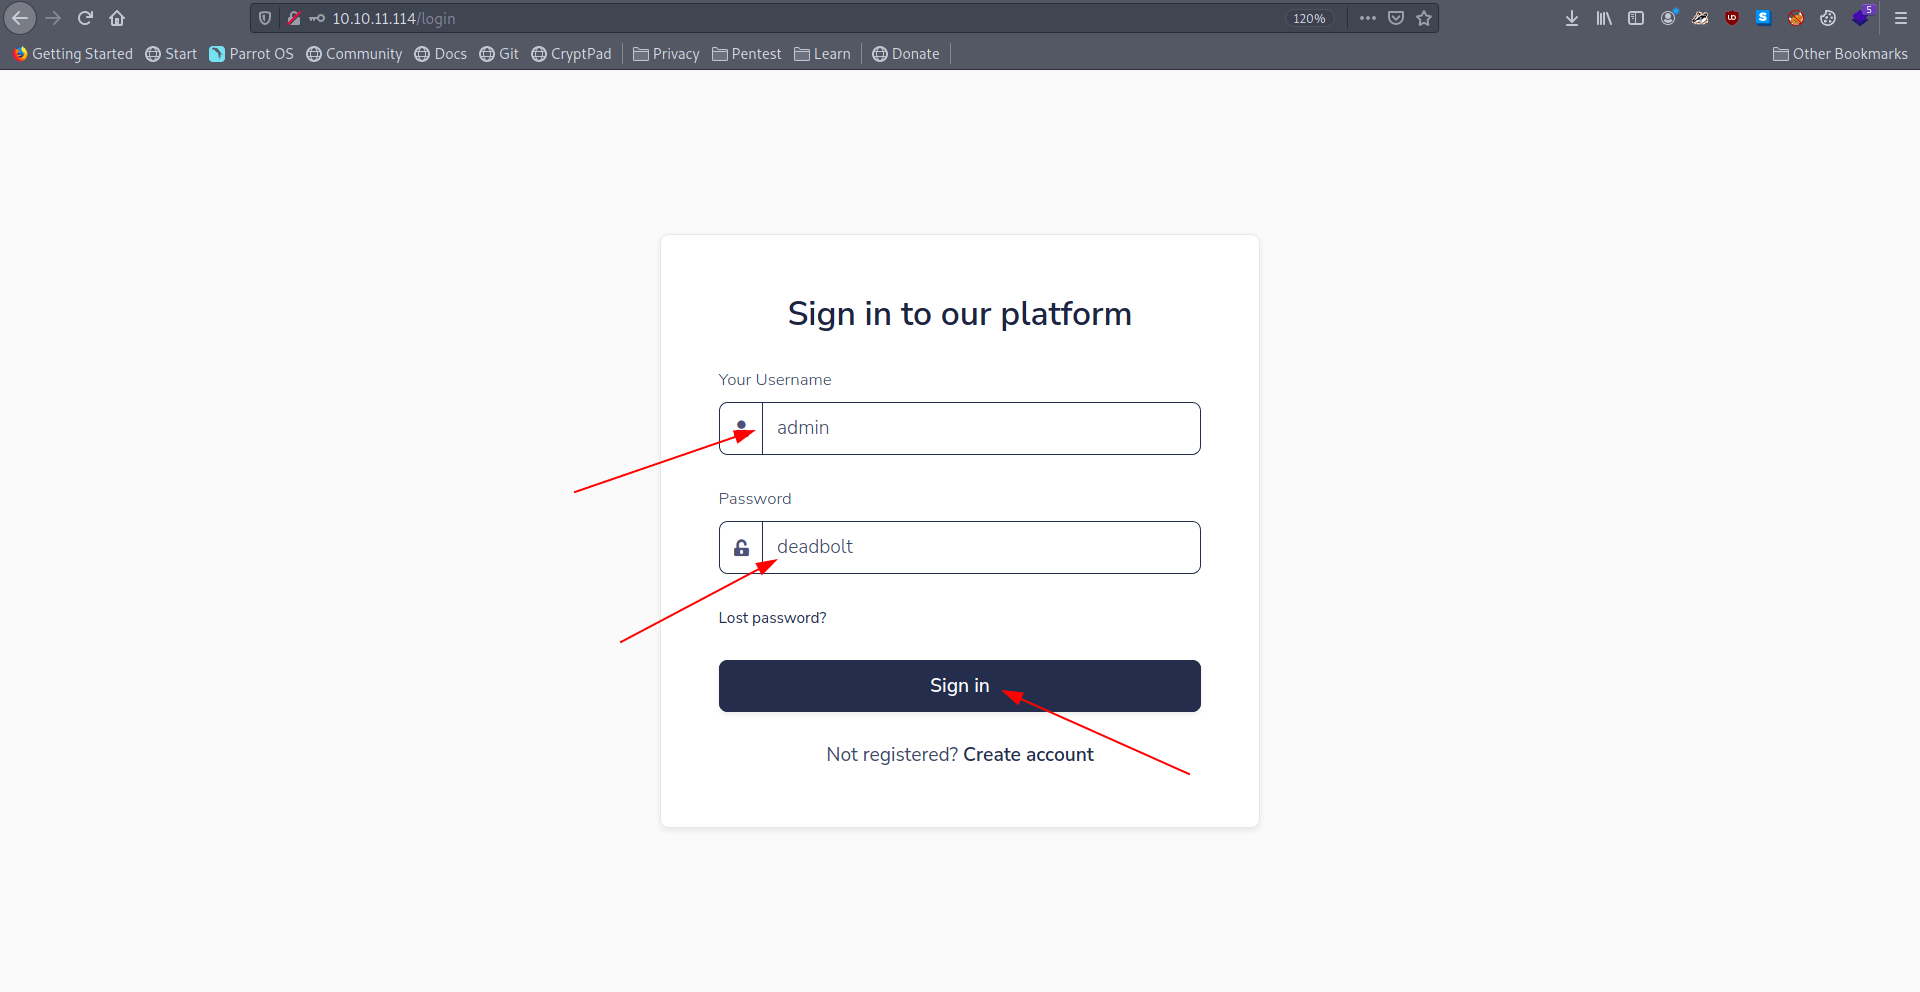 10.10.11.114/login
120%
5
Getting Started Start Parrot OS Community Docs Git CryptPad Privacy Pentest Learn Donate Other Bookmarks
Sign in to our platform
Your Username
admin
Password
deadbolt
Lost password?
Sign in
Not registered? Create account